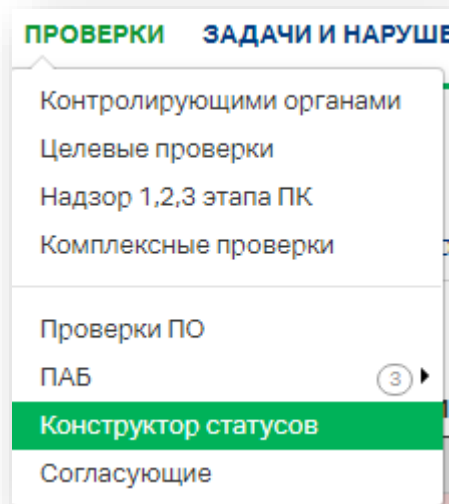 ПРОВЕРКИ ЗАДАЧИ И НАРУШЕ
Контролирующими органами
Целевые проверки
Надзор 1,2,3 этапа ПК
Комплексные проверки
Проверки ПО
ПАБ 3
Конструктор статусов
Согласующие